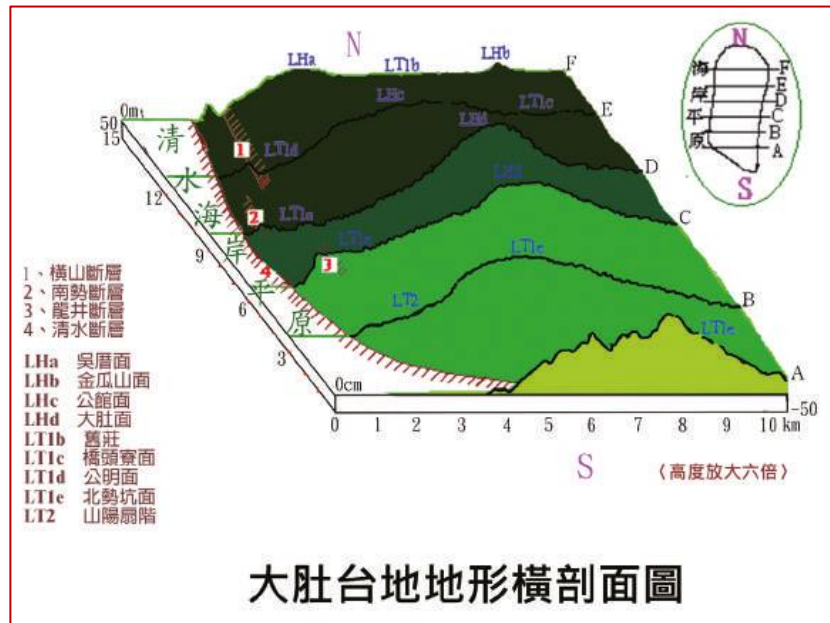 N
LHa
LT1b
LHb
F
LHc
LT1c
E
LHd
D
LT1d
LT1a
C
LT1e
B
LT2
LT1e
A
1
2
3
4
清水海岸平原
0m
50
15
12
9
6
3
0cm
-50
0 1 2 3 4 5 6 7 8 9 10 km
S
〈高度放大六倍〉
N
海岸平原
F
E
D
C
B
A
S
1、橫山斷層
2、南勢斷層
3、龍井斷層
4、清水斷層
LHa 吳厝面
LHb 金瓜山面
LHc 公館面
LHd 大肚面
LT1b 舊莊
LT1c 橋頭寮面
LT1d 公明面
LT1e 北勢坑面
LT2 山陽扇階
大肚台地地形橫剖面圖